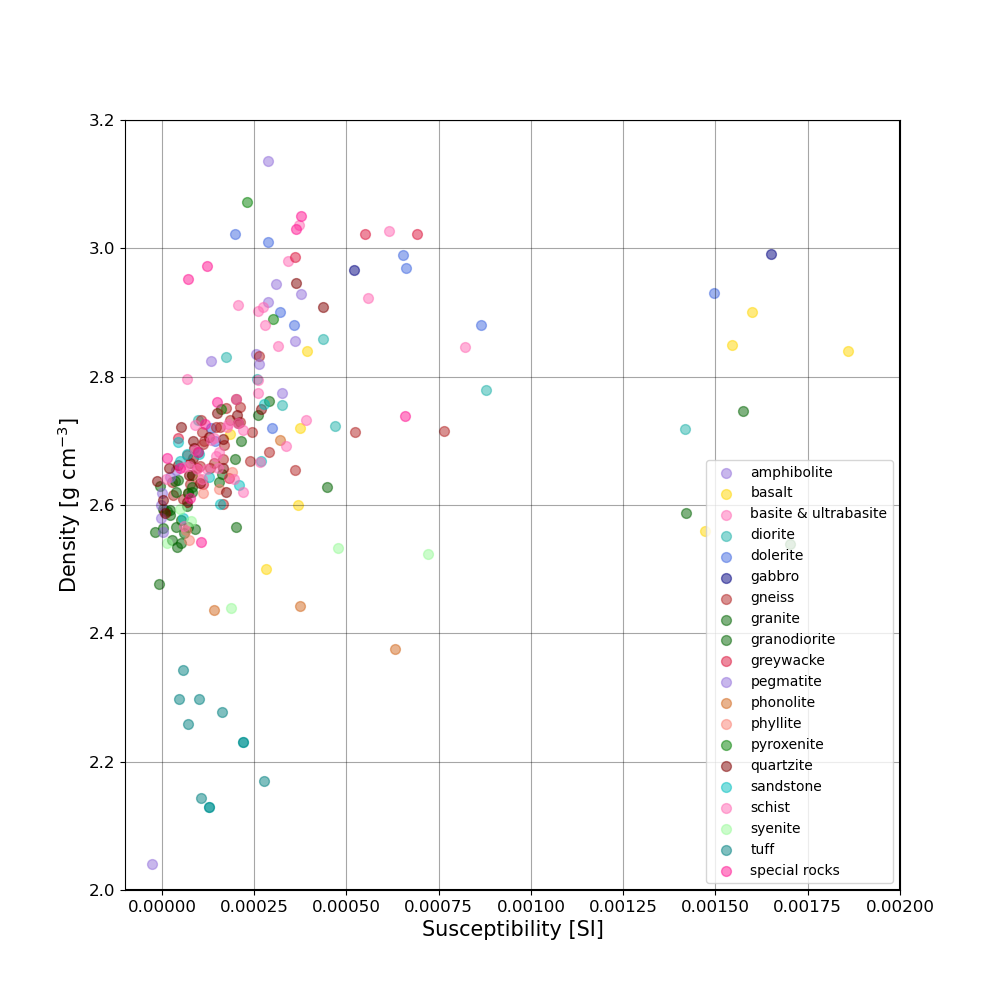 3.2
3.0
2.8
2.6
2.4
2.2
2.0
Density [g cm⁻³]
0.00000 0.00025 0.00050 0.00075 0.00100 0.00125 0.00150 0.00175 0.00200
Susceptibility [SI]
amphibolite
basalt
basite & ultrabasite
diorite
dolerite
gabbro
gneiss
granite
granodiorite
greywacke
pegmatite
phonolite
phyllite
pyroxenite
quartzite
sandstone
schist
syenite
tuff
special rocks